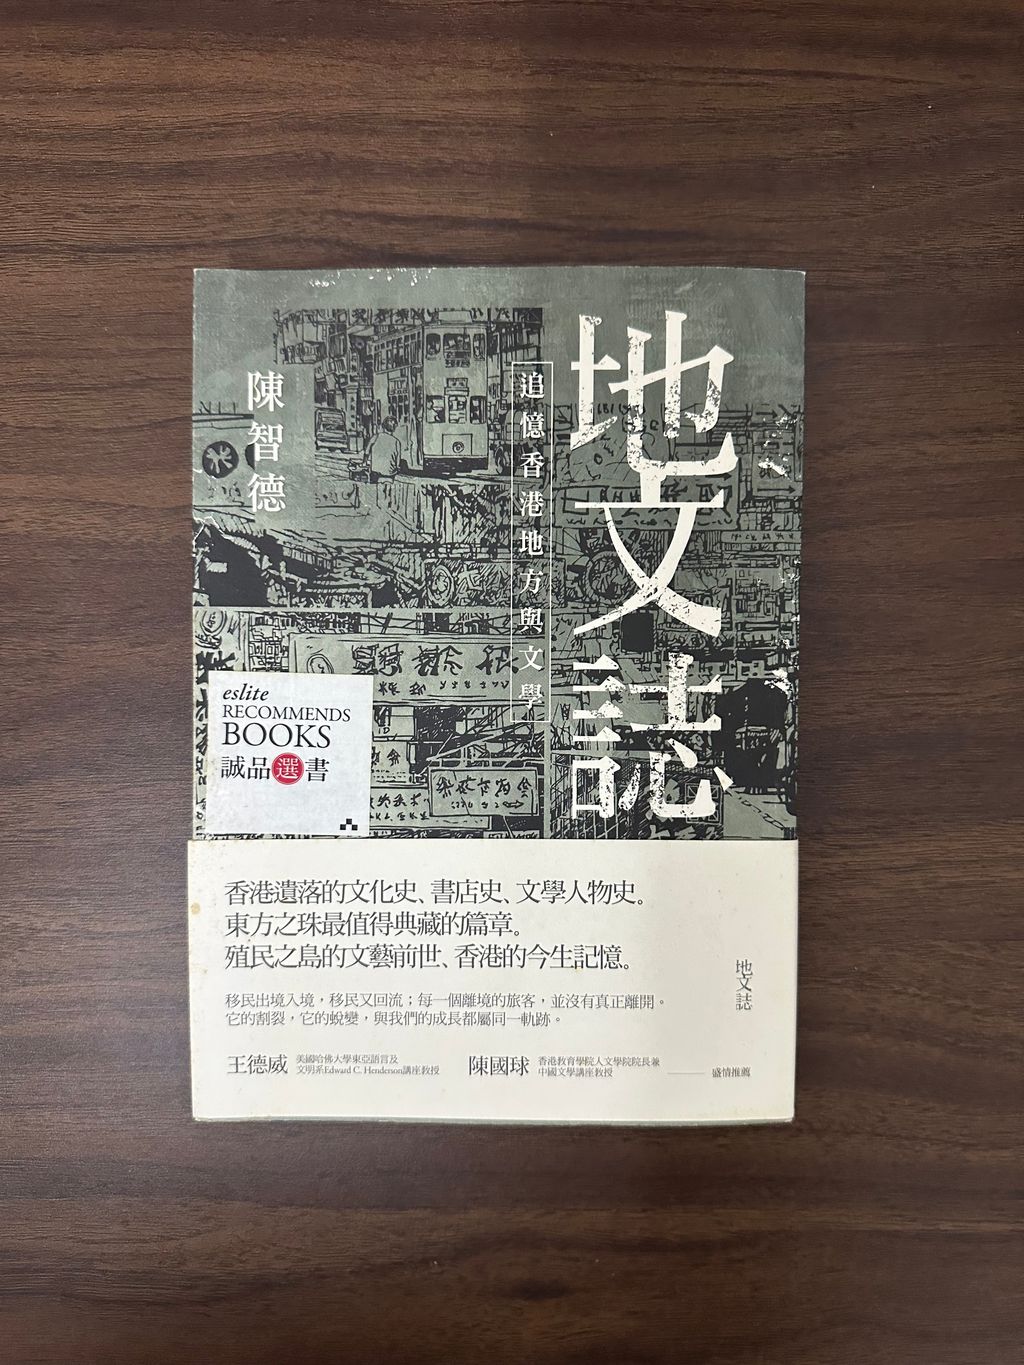 地文誌
追憶香港地方與文學
陳智德
eslite
RECOMMENDS
BOOKS
誠品選書
香港遺落的文化史、書店史、文學人物史。
東方之珠最值得典藏的篇章。
殖民之島的文藝前世、香港的今生記憶。
移民出境入境，移民又回流；每一個離境的旅客，並沒有真正離開。
它的割裂，它的蛻變，與我們的成長都屬同一軌跡。
地文誌
王德威
美國哈佛大學東亞語言及
文明系Edward C. Henderson講座教授
陳國球
香港教育學院人文學院院長兼
中國文學講座教授
盛情推薦